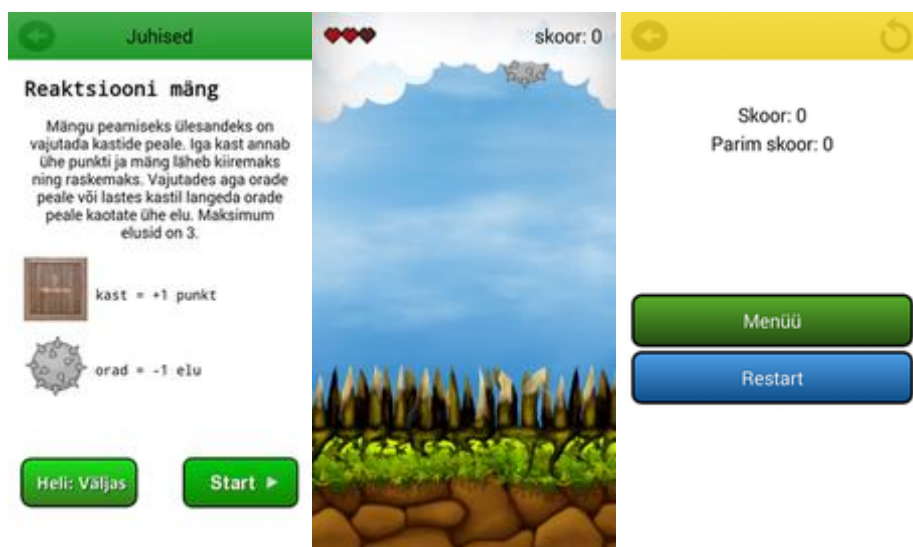 Juhised
Reaktsiooni mäng
Mängu peamiseks ülesandeks on
vajutada kastide peale. Iga kast annab
ühe punkti ja mäng läheb kiiremaks
ning raskemaks. Vajutades aga orade
peale või lastes kastil langeda orade
peale kaotate ühe elu. Maksimum
elusid on 3.
kast = +1 punkt
orad = -1 elu
Heli: Väljas
Start
skoor: 0
Skoor: 0
Parim skoor: 0
Menüü
Restart